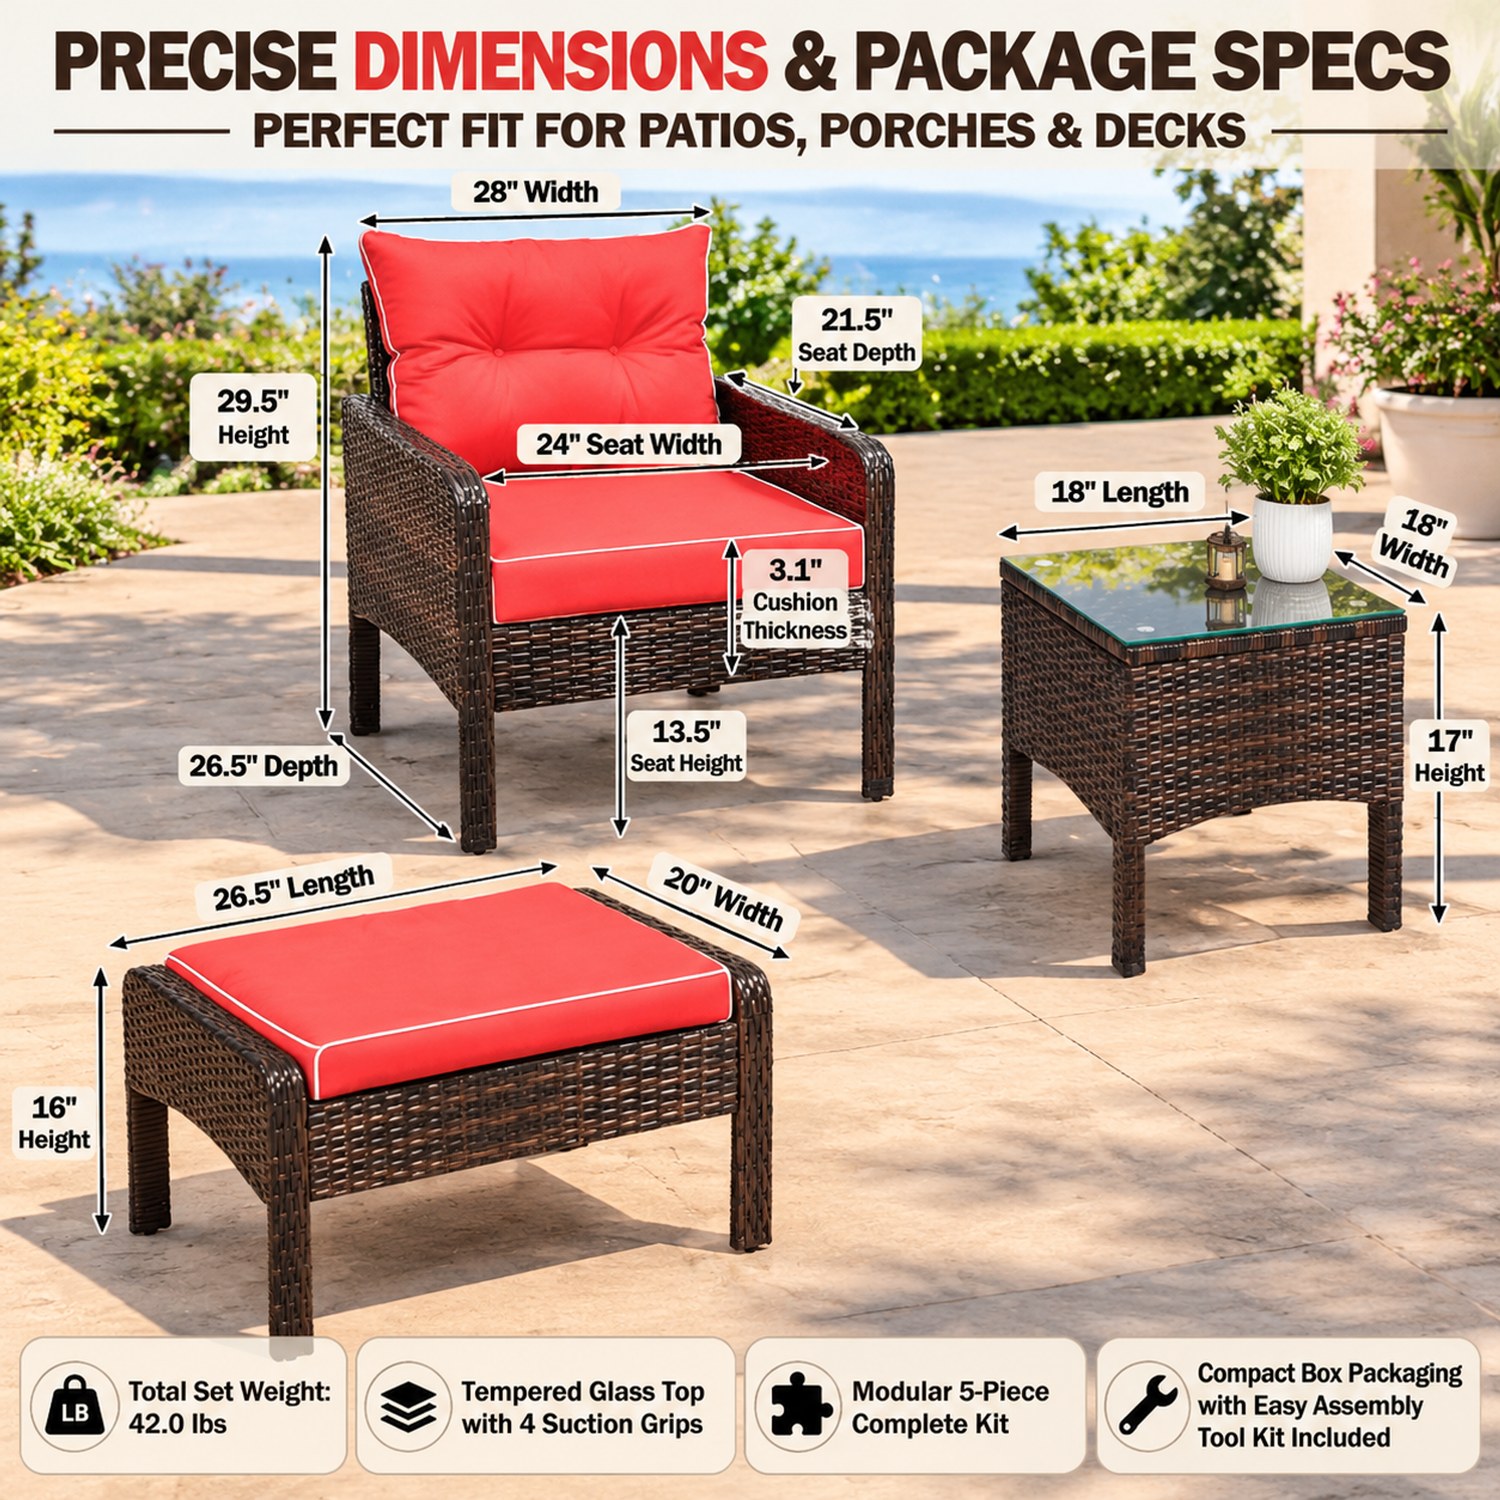 PRECISE DIMENSIONS & PACKAGE SPECS
PERFECT FIT FOR PATIOS, PORCHES & DECKS
28" Width
21.5"
Seat Depth
29.5"
Height
24" Seat Width
18" Length
18"
Width
3.1"
Cushion
Thickness
13.5"
Seat Height
17"
Height
26.5" Depth
26.5" Length
20" Width
16"
Height
LB
Total Set Weight:
42.0 lbs
Tempered Glass Top
with 4 Suction Grips
Modular 5-Piece
Complete Kit
Compact Box Packaging
with Easy Assembly
Tool Kit Included